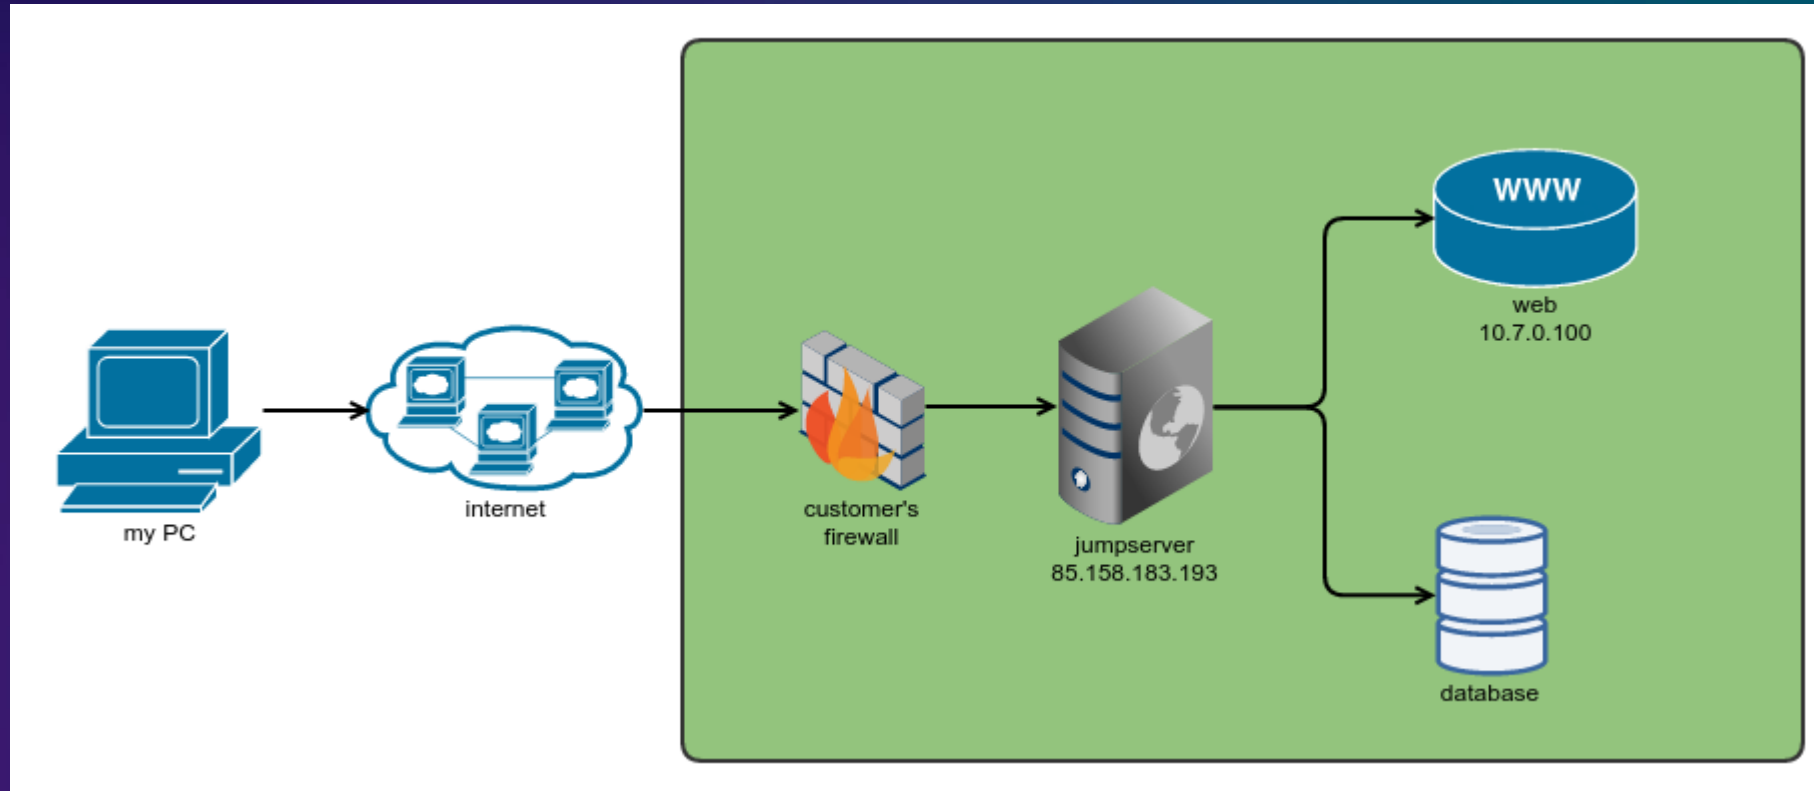 my PC
internet
customer's
firewall
jumpserver
85.158.183.193
WWW
web
10.7.0.100
database